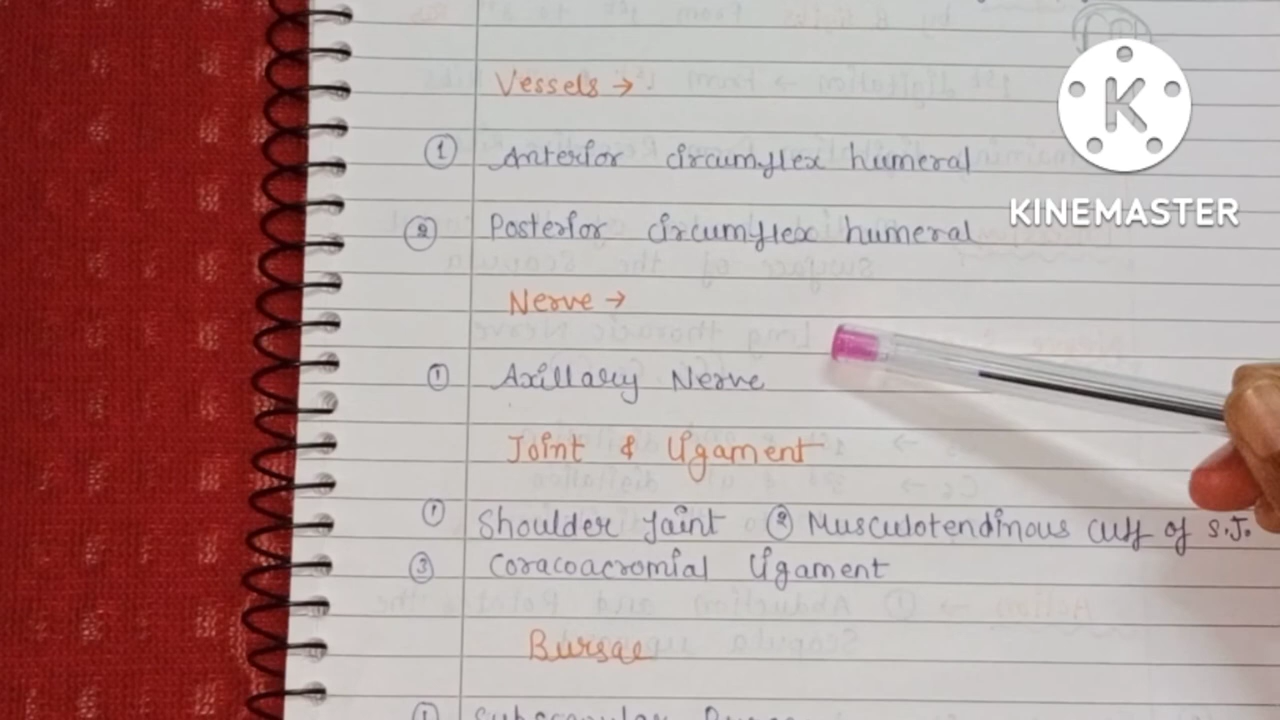 Vessels →
① Anterior circumflex humeral
② Posterior circumflex humeral
Nerve →
① Axillary Nerve
Joint & ligament
① Shoulder Joint ② Musculotendinous cuff of S.J.
③ Coracoacromial ligament
Bursae
①
K
KINEMASTER